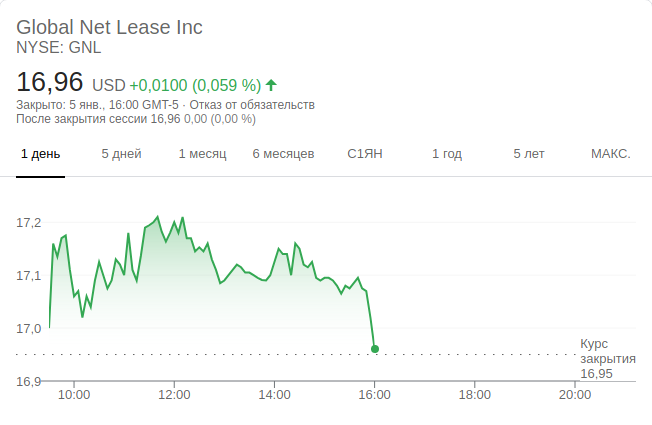 Global Net Lease Inc
NYSE: GNL
16,96 USD +0,0100 (0,059 %)
Закрыто: 5 янв., 16:00 GMT-5 · Отказ от обязательств
После закрытия сессии 16,96 0,00 (0,00 %)
1 день 5 дней 1 месяц 6 месяцев С1ЯН 1 год 5 лет МАКС.
17,2
17,1
17,0
16,9
Курс
закрытия
16,95
10:00 12:00 14:00 16:00 18:00 20:00